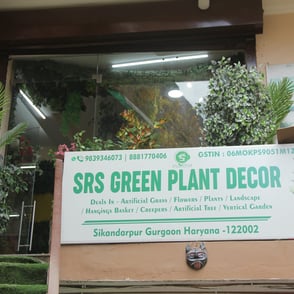 9839346073 | 8881770406
GSTIN : 06MOKPS9051M1Z
SRS GREEN PLANT DECOR
Deals In - Artificial Grass / Flowers / Plants / Landscape
/ Hangings Basket / Creepers / Artificial Tree / Vertical Garden
Sikandarpur Gurgaon Haryana -122002